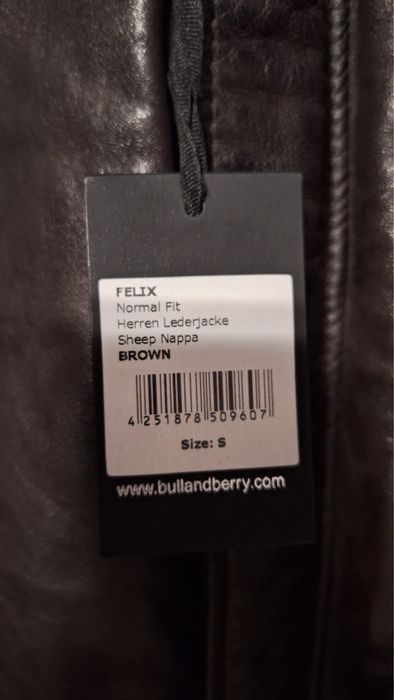 FELIX
Normal Fit
Herren Lederjacke
Sheep Nappa
BROWN
4 251878 509607
Size: S
www.bullandberry.com